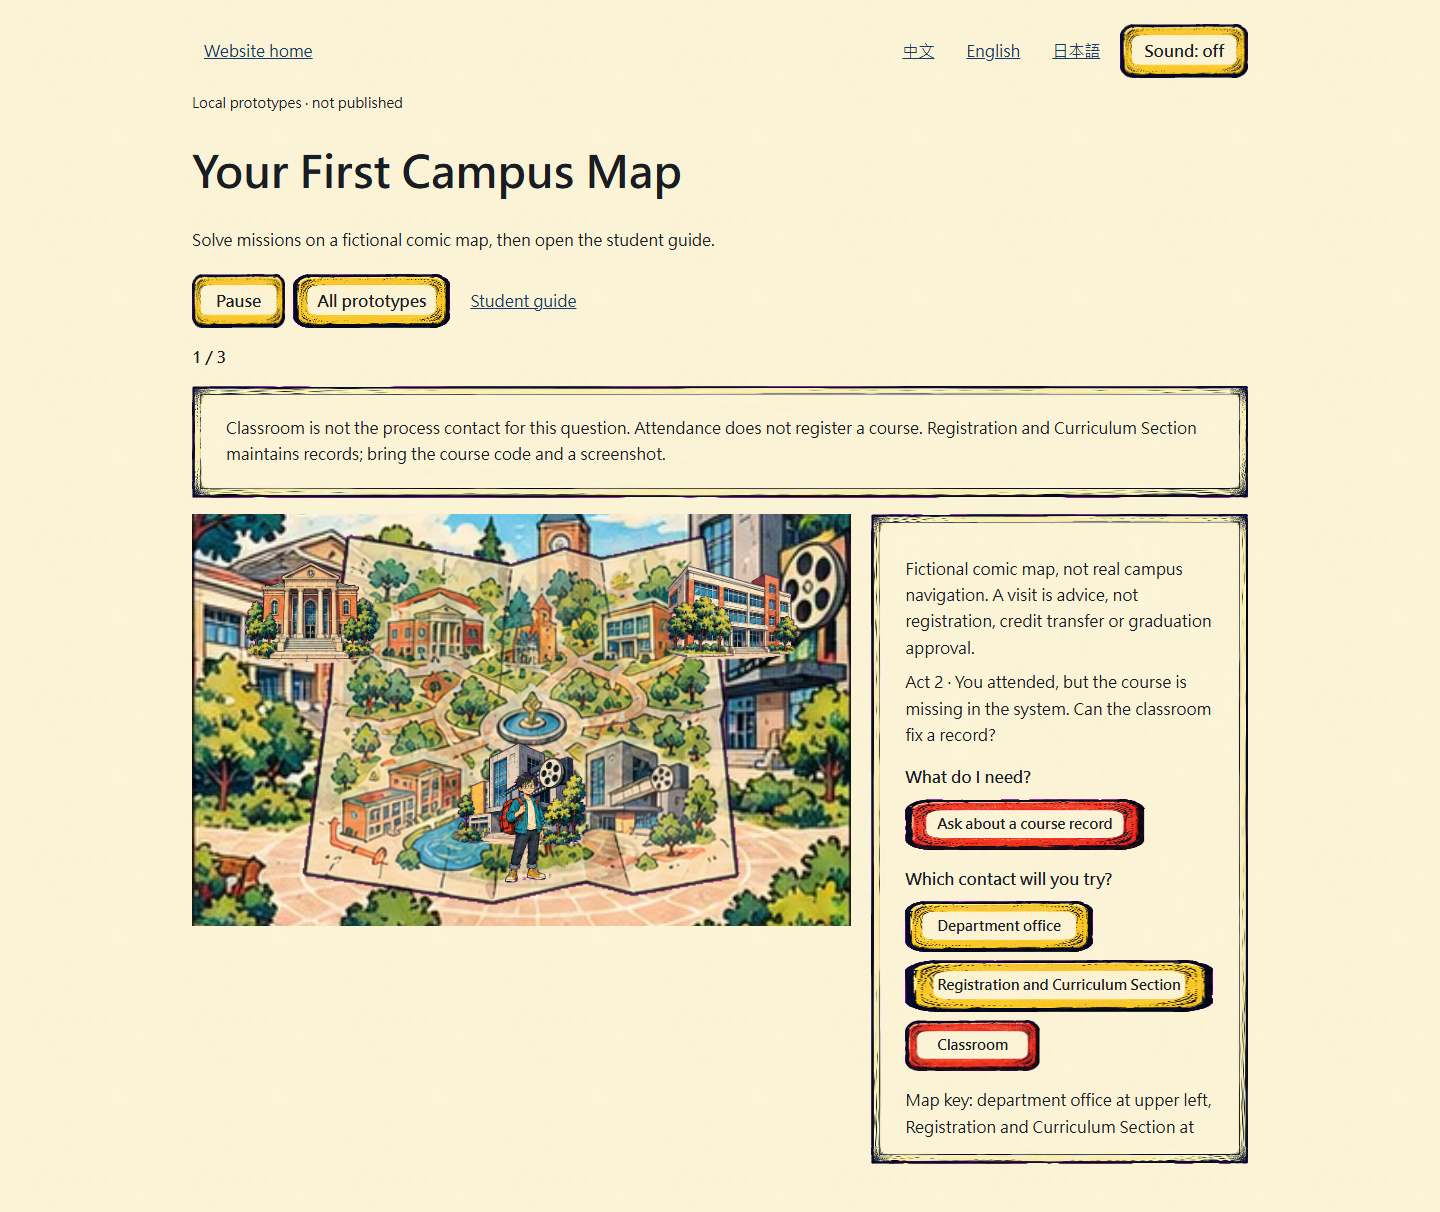 Website home
中文
English
日本語
Sound: off
Local prototypes · not published
Your First Campus Map
Solve missions on a fictional comic map, then open the student guide.
Pause
All prototypes
Student guide
1 / 3
Classroom is not the process contact for this question. Attendance does not register a course. Registration and Curriculum Section
maintains records; bring the course code and a screenshot.
Fictional comic map, not real campus
navigation. A visit is advice, not
registration, credit transfer or graduation
approval.
Act 2 · You attended, but the course is
missing in the system. Can the classroom
fix a record?
What do I need?
Ask about a course record
Which contact will you try?
Department office
Registration and Curriculum Section
Classroom
Map key: department office at upper left,
Registration and Curriculum Section at